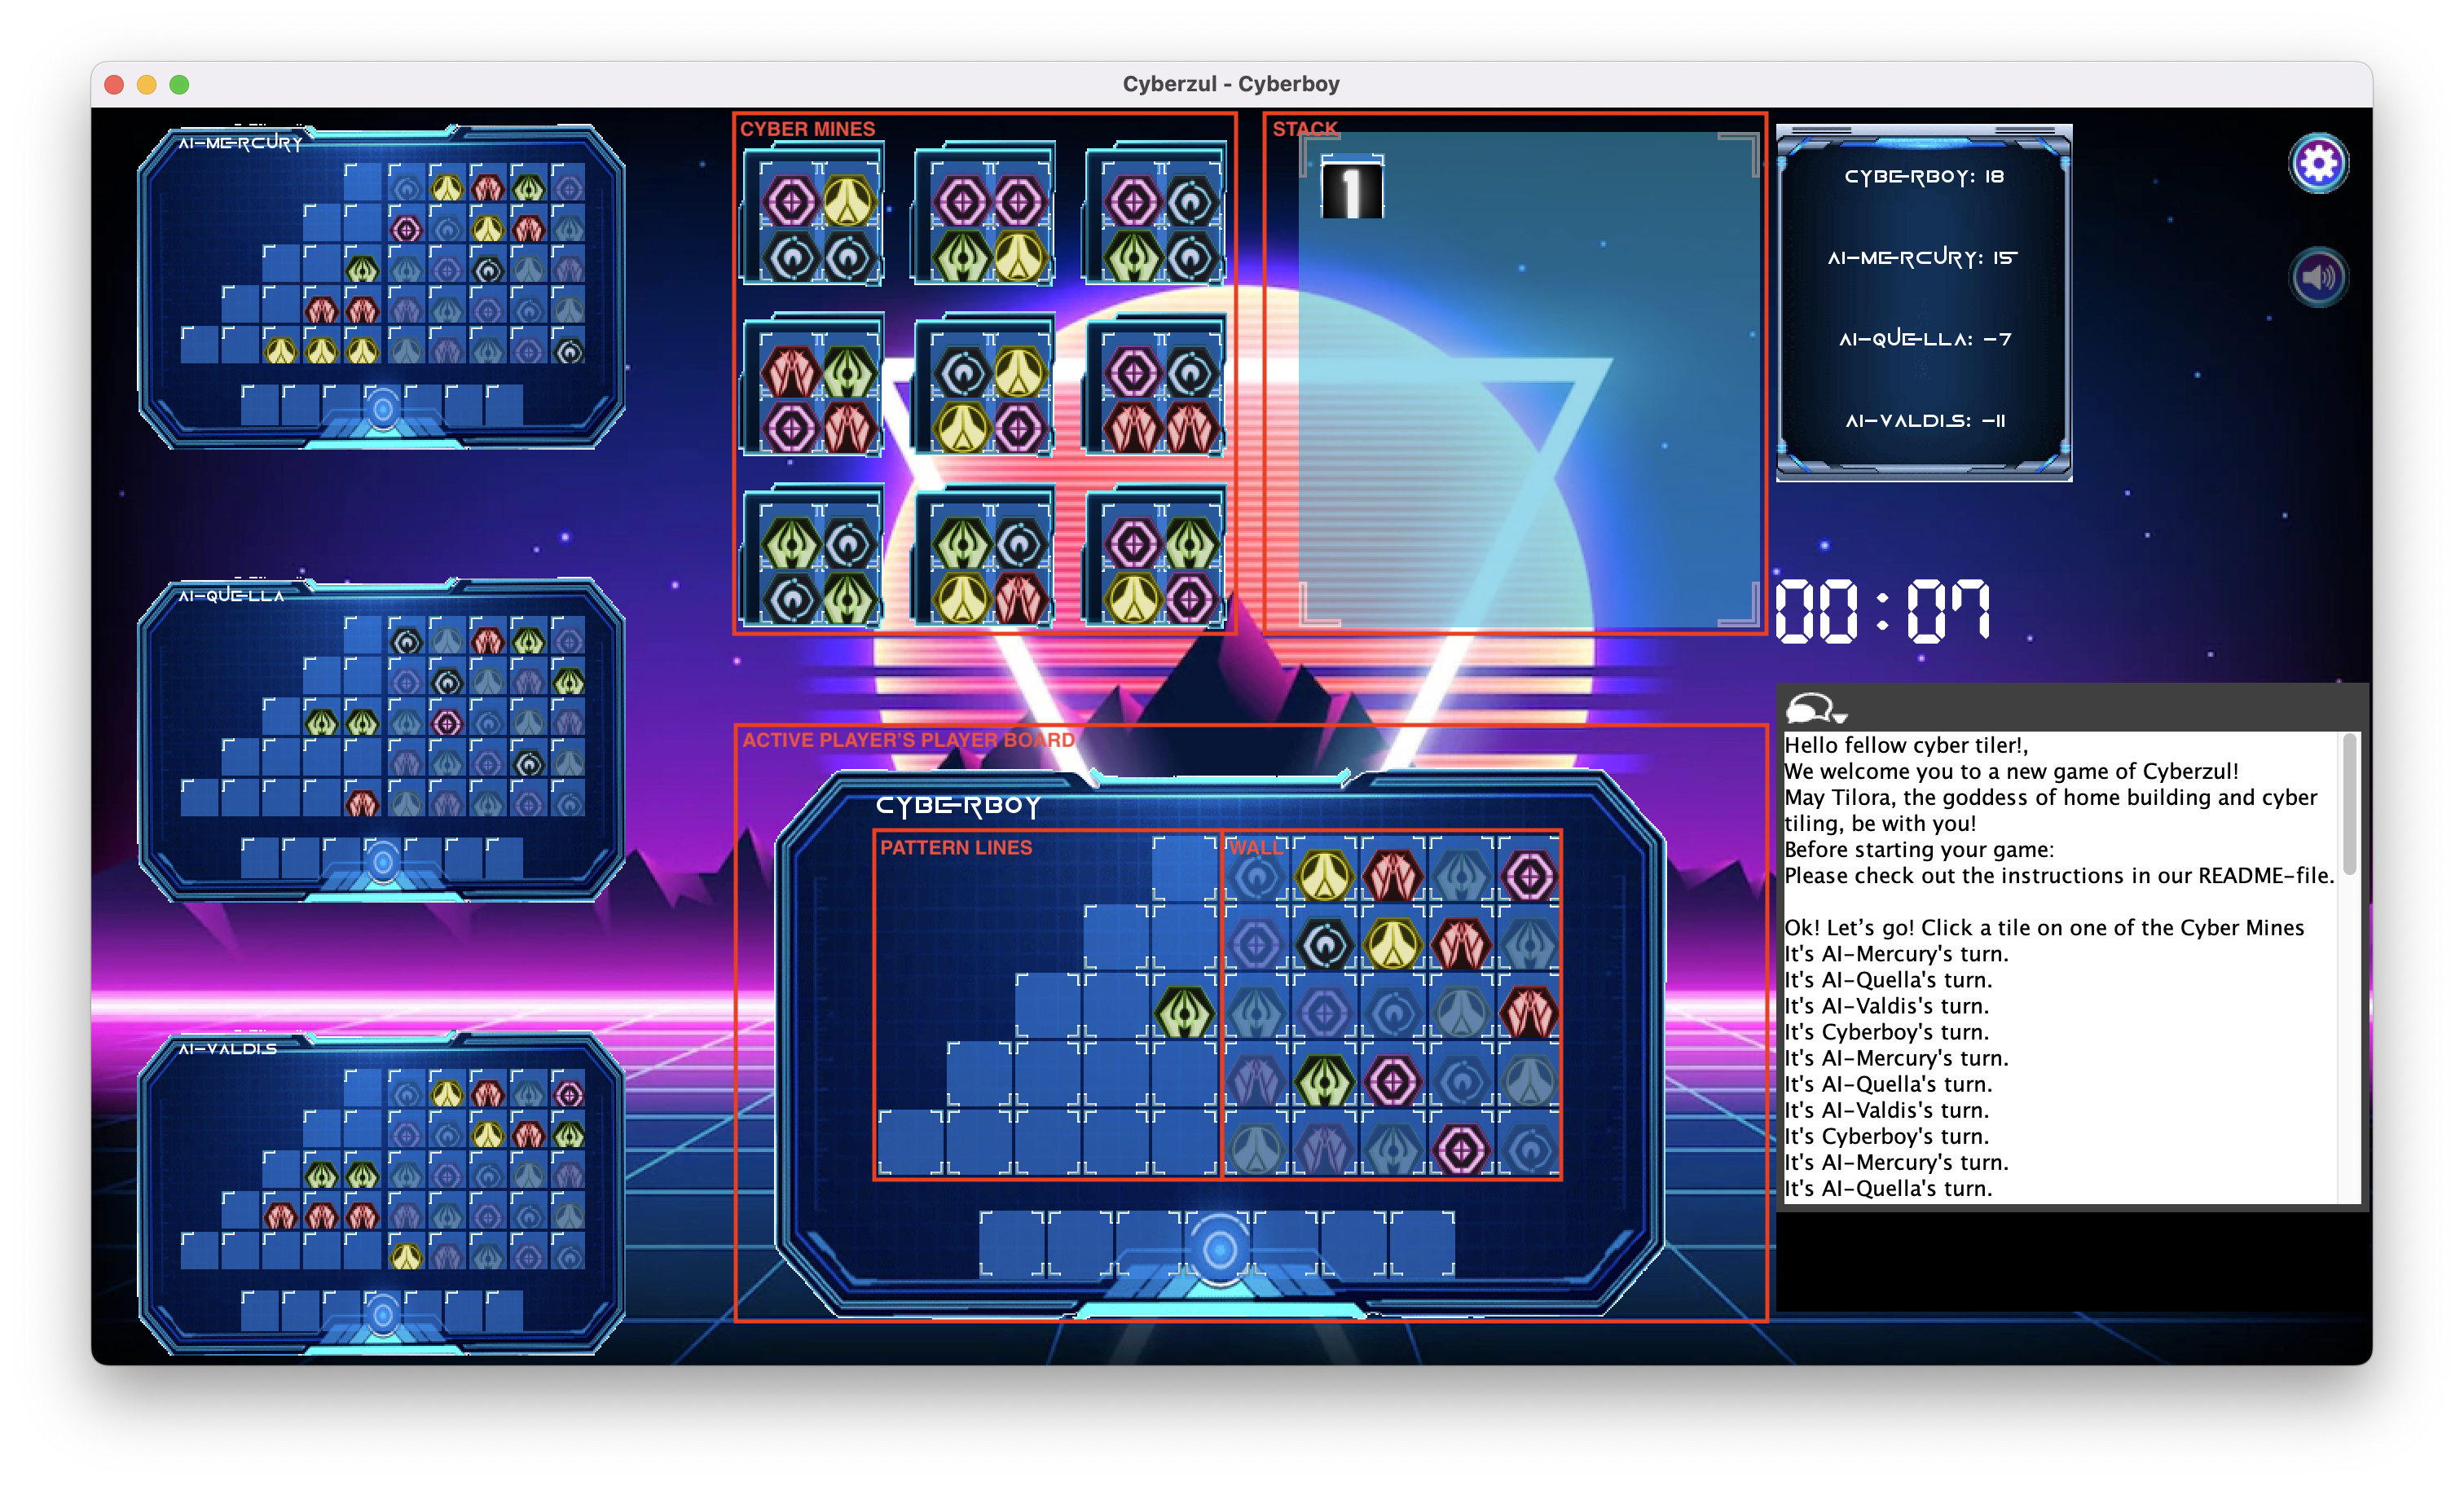 Cyberzul - Cyberboy
AI-MERCURY
CYBER MINES
STACK
1
CYBERBOY: 18
AI-MERCURY: 15
AI-QUELLA: -7
AI-VALDIS: -11
AI-QUELLA
00:07
ACTIVE PLAYER'S PLAYER BOARD
CYBERBOY
PATTERN LINES
WALL
AI-VALDIS
Hello fellow cyber tiler!,
We welcome you to a new game of Cyberzul!
May Tilora, the goddess of home building and cyber
tiling, be with you!
Before starting your game:
Please check out the instructions in our README-file.
Ok! Let's go! Click a tile on one of the Cyber Mines
It's AI-Mercury's turn.
It's AI-Quella's turn.
It's AI-Valdis's turn.
It's Cyberboy's turn.
It's AI-Mercury's turn.
It's AI-Quella's turn.
It's AI-Valdis's turn.
It's Cyberboy's turn.
It's AI-Mercury's turn.
It's AI-Quella's turn.